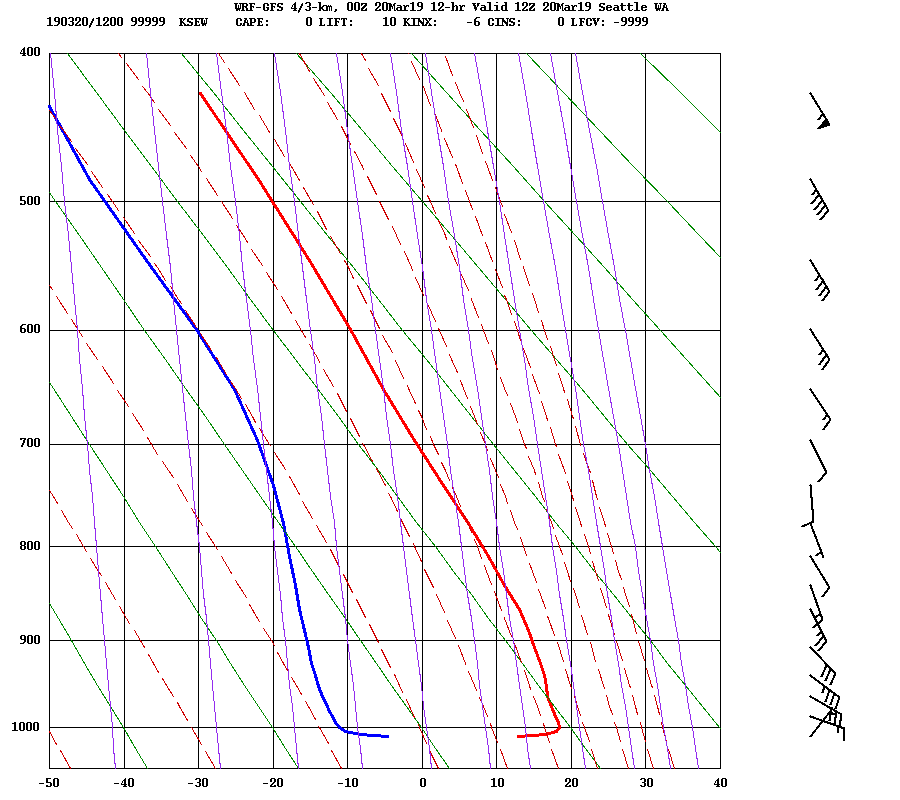 WRF-GFS 4/3-km, 00Z 20Mar19 12-hr Valid 12Z 20Mar19 Seattle WA
190320/1200 99999 KSEW CAPE: 0 LIFT: 10 KINX: -6 CINS: 0 LFCV: -9999
400
500
600
700
800
900
1000
-50 -40 -30 -20 -10 0 10 20 30 40